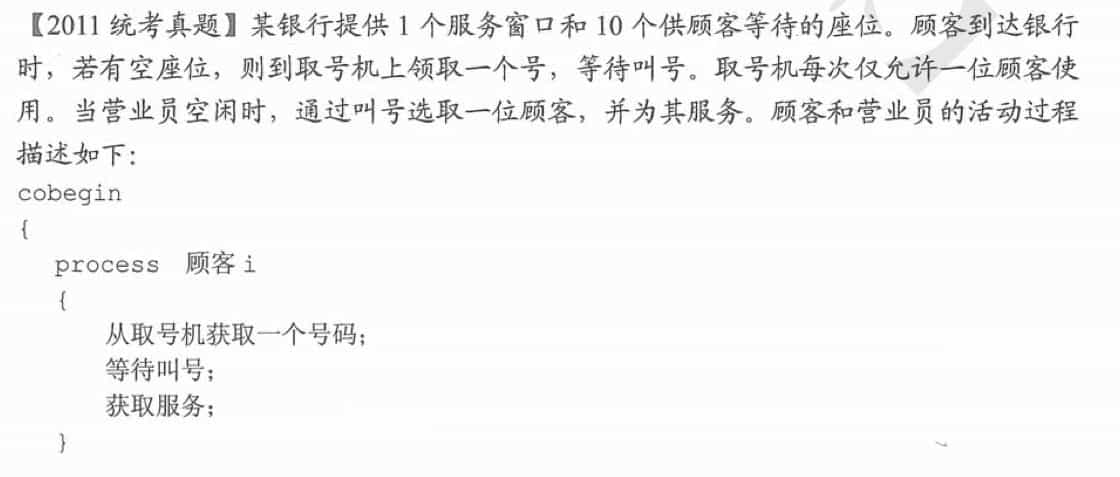 【2011 统考真题】某银行提供 1 个服务窗口和 10 个供顾客等待的座位。顾客到达银行
时，若有空座位，则到取号机上领取一个号，等待叫号。取号机每次仅允许一位顾客使
用。当营业员空闲时，通过叫号选取一位顾客，并为其服务。顾客和营业员的活动过程
描述如下：
cobegin
{
process 顾客 i
{
从取号机获取一个号码；
等待叫号；
获取服务；
}